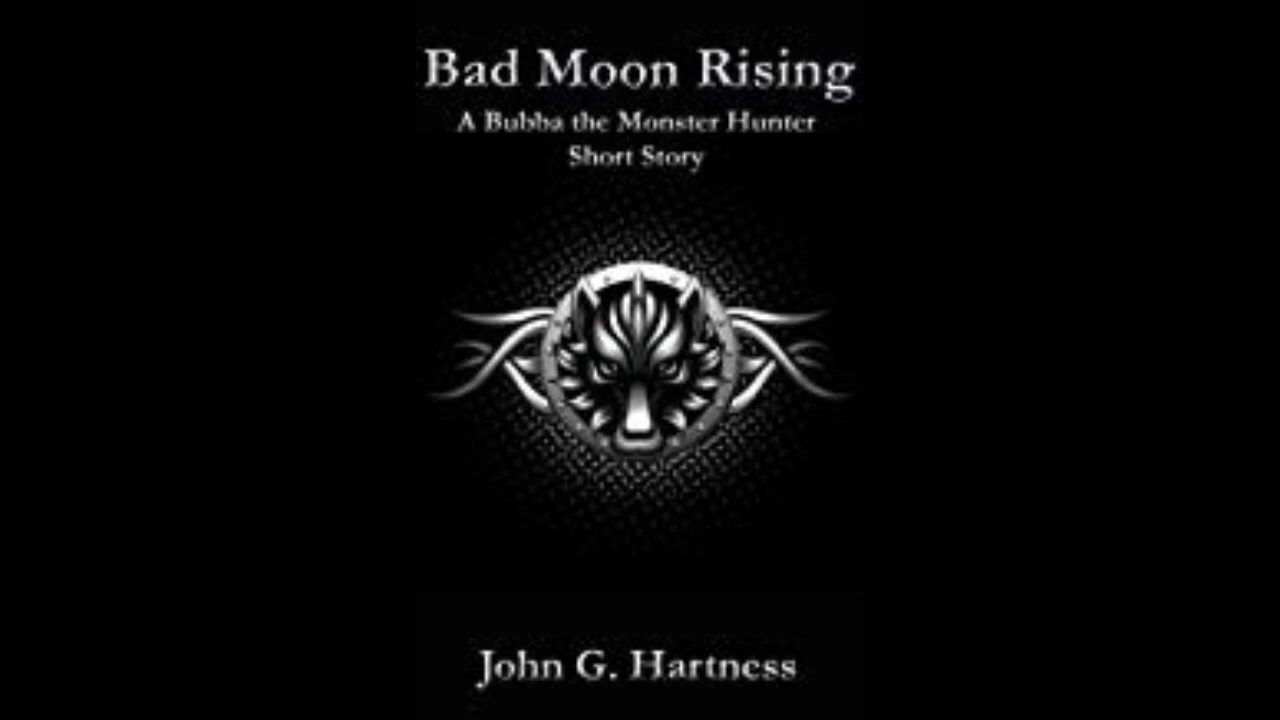 Bad Moon Rising
A Bubba the Monster Hunter
Short Story
John G. Hartness